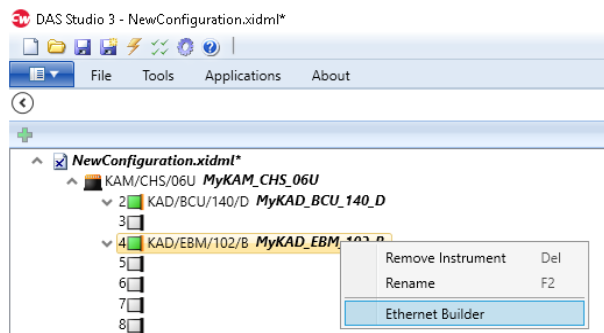 DAS Studio 3 - NewConfiguration.xidml*
File Tools Applications About
NewConfiguration.xidml*
KAM/CHS/06U MyKAM_CHS_06U
2 KAD/BCU/140/D MyKAD_BCU_140_D
3
4 KAD/EBM/102/B MyKAD_EBM_102_B
5
Remove Instrument Del
6
Rename F2
7
Ethernet Builder
8